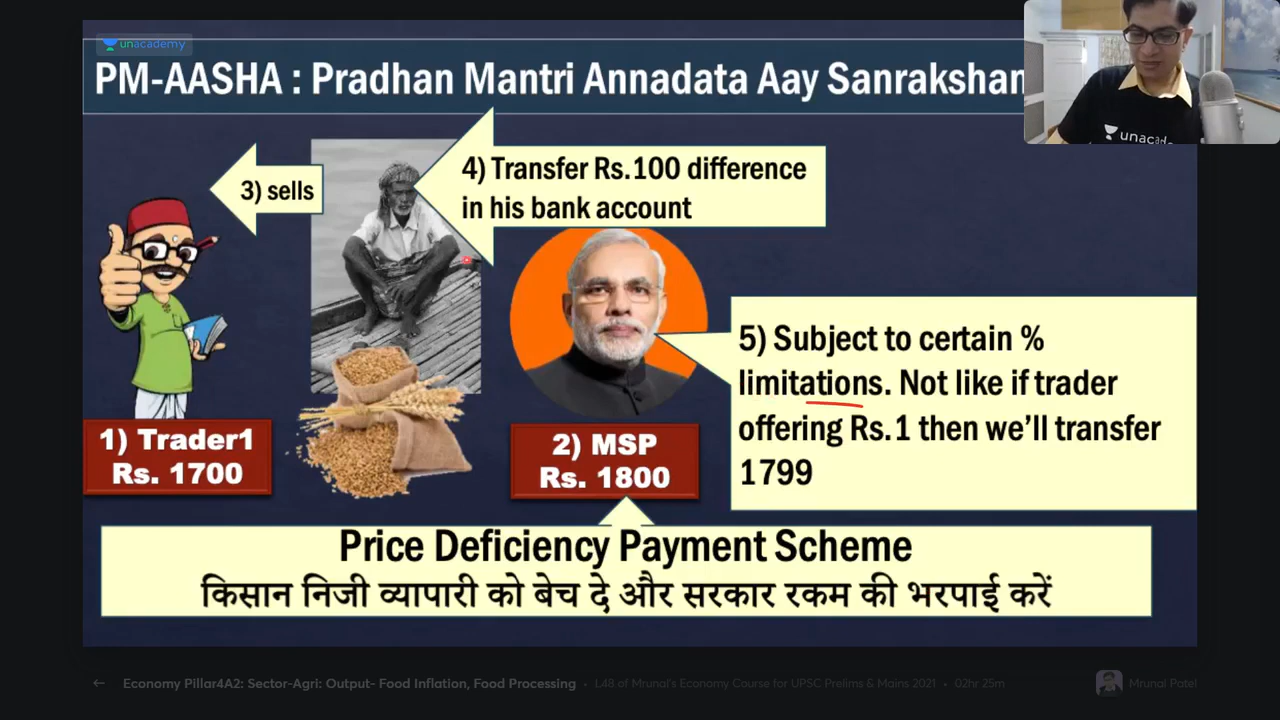 unacademy
PM-AASHA : Pradhan Mantri Annadata Aay Sanrakshan
unacade
3) sells
4) Transfer Rs.100 difference
in his bank account
1) Trader1
Rs. 1700
2) MSP
Rs. 1800
5) Subject to certain %
limitations. Not like if trader
offering Rs.1 then we'll transfer
1799
Price Deficiency Payment Scheme
किसान निजी व्यापारी को बेच दे और सरकार रकम की भरपाई करें
← Economy Pillar4A2: Sector-Agri: Output- Food Inflation, Food Processing • L48 of Mrunal's Economy Course for UPSC Prelims & Mains 2021 • 02hr 25m
Mrunal Patel